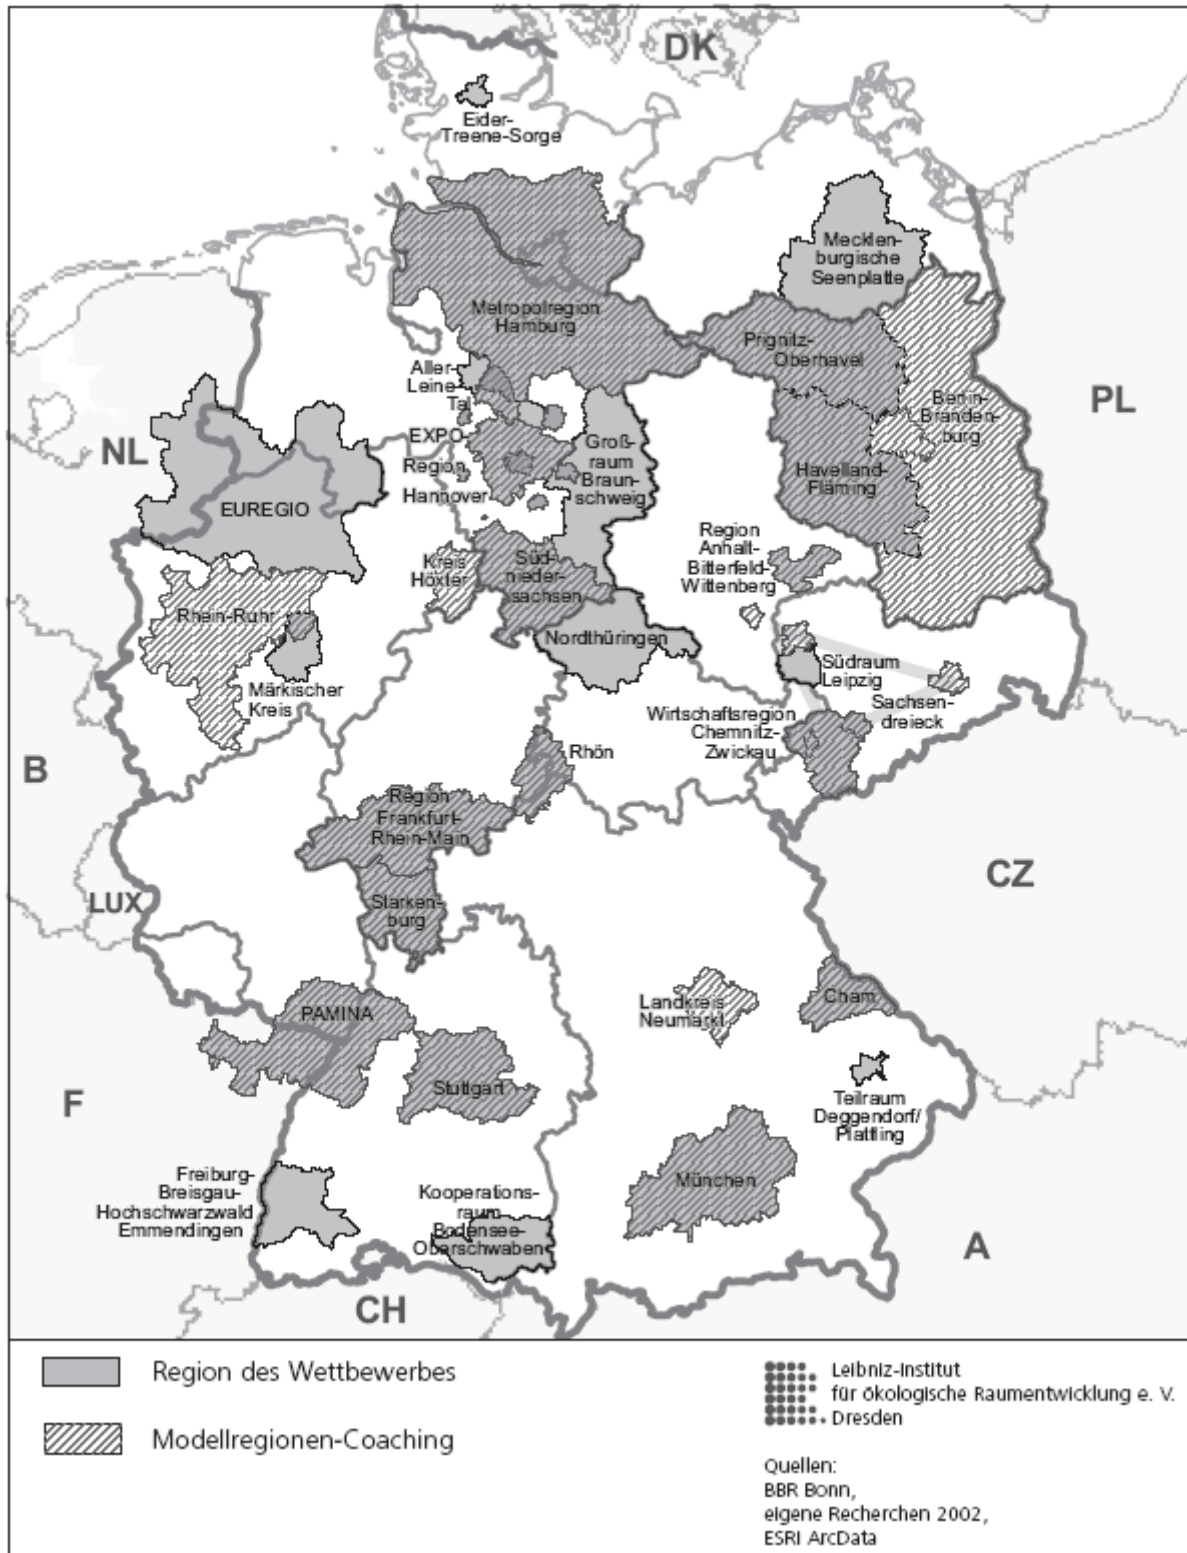 DK
Eider-
Treene-Sorge
Mecklen-
burgische
Seenplatte
Metropolregion
Hamburg
Prignitz-
Oberhavel
Aller-
Leine-
Tal
Berlin-
Branden-
burg
PL
NL
EXPO
Region
Hannover
Groß-
raum
Braun-
schweig
Havelland-
Fläming
EUREGIO
Region
Anhalt-
Bitterfeld-
Wittenberg
Kreis
Höxter
Süd-
nieder-
sachsen
Rhein-Ruhr
Nordthüringen
Südraum
Leipzig
Märkischer
Kreis
Sachsen-
dreieck
Wirtschaftsregion
Chemnitz-
Zwickau
Rhön
B
Region
Frankfurt-
Rhein-Main
CZ
LUX
Starken-
burg
Landkreis
Neumarkt
Cham
PAMINA
F
Stuttgart
Teilraum
Deggendorf/
Plattling
Freiburg-
Breisgau-
Hochschwarzwald
Emmendingen
Kooperations-
raum
Bodensee-
Oberschwaben
München
A
CH
Region des Wettbewerbes
Modellregionen-Coaching
Leibniz-Institut
für ökologische Raumentwicklung e. V.
Dresden
Quellen:
BBR Bonn,
eigene Recherchen 2002,
ESRI ArcData